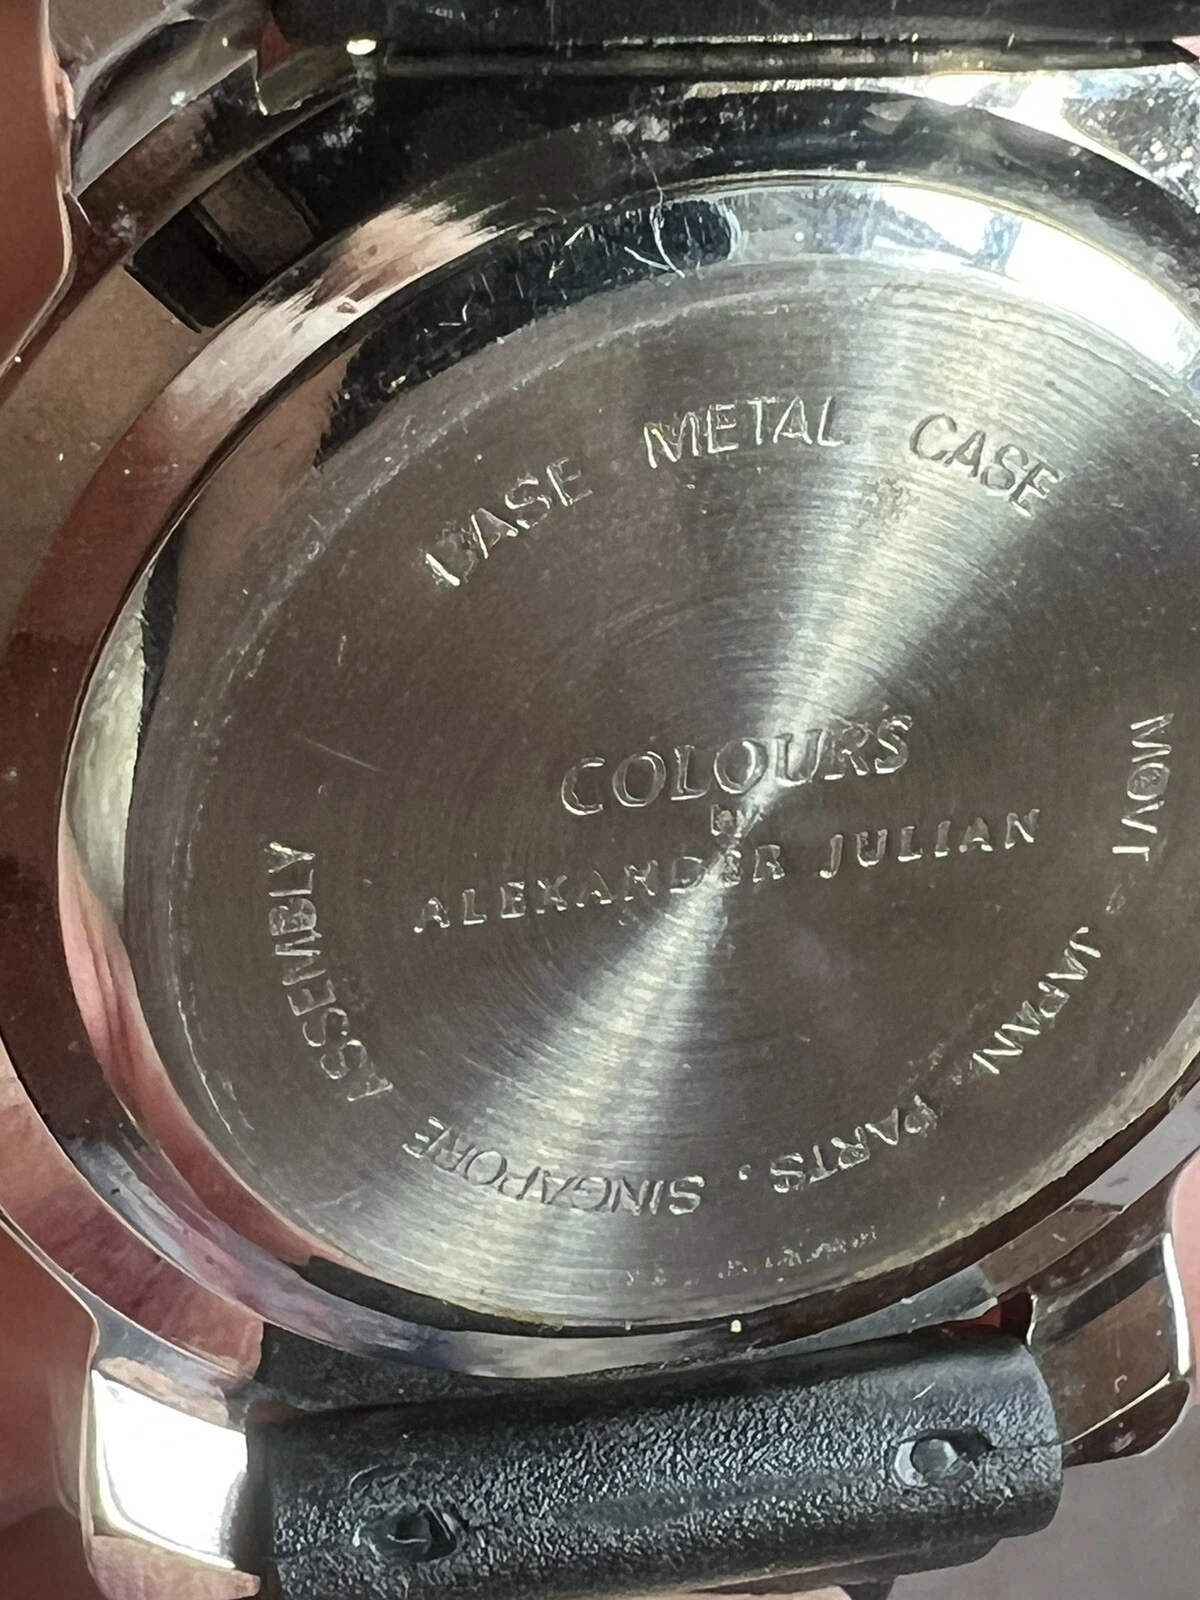 BASE METAL CASE
COLOURS
BY
ALEXANDER JULIAN
MOVT JAPAN PARTS, SINGAPORE ASSEMBLY